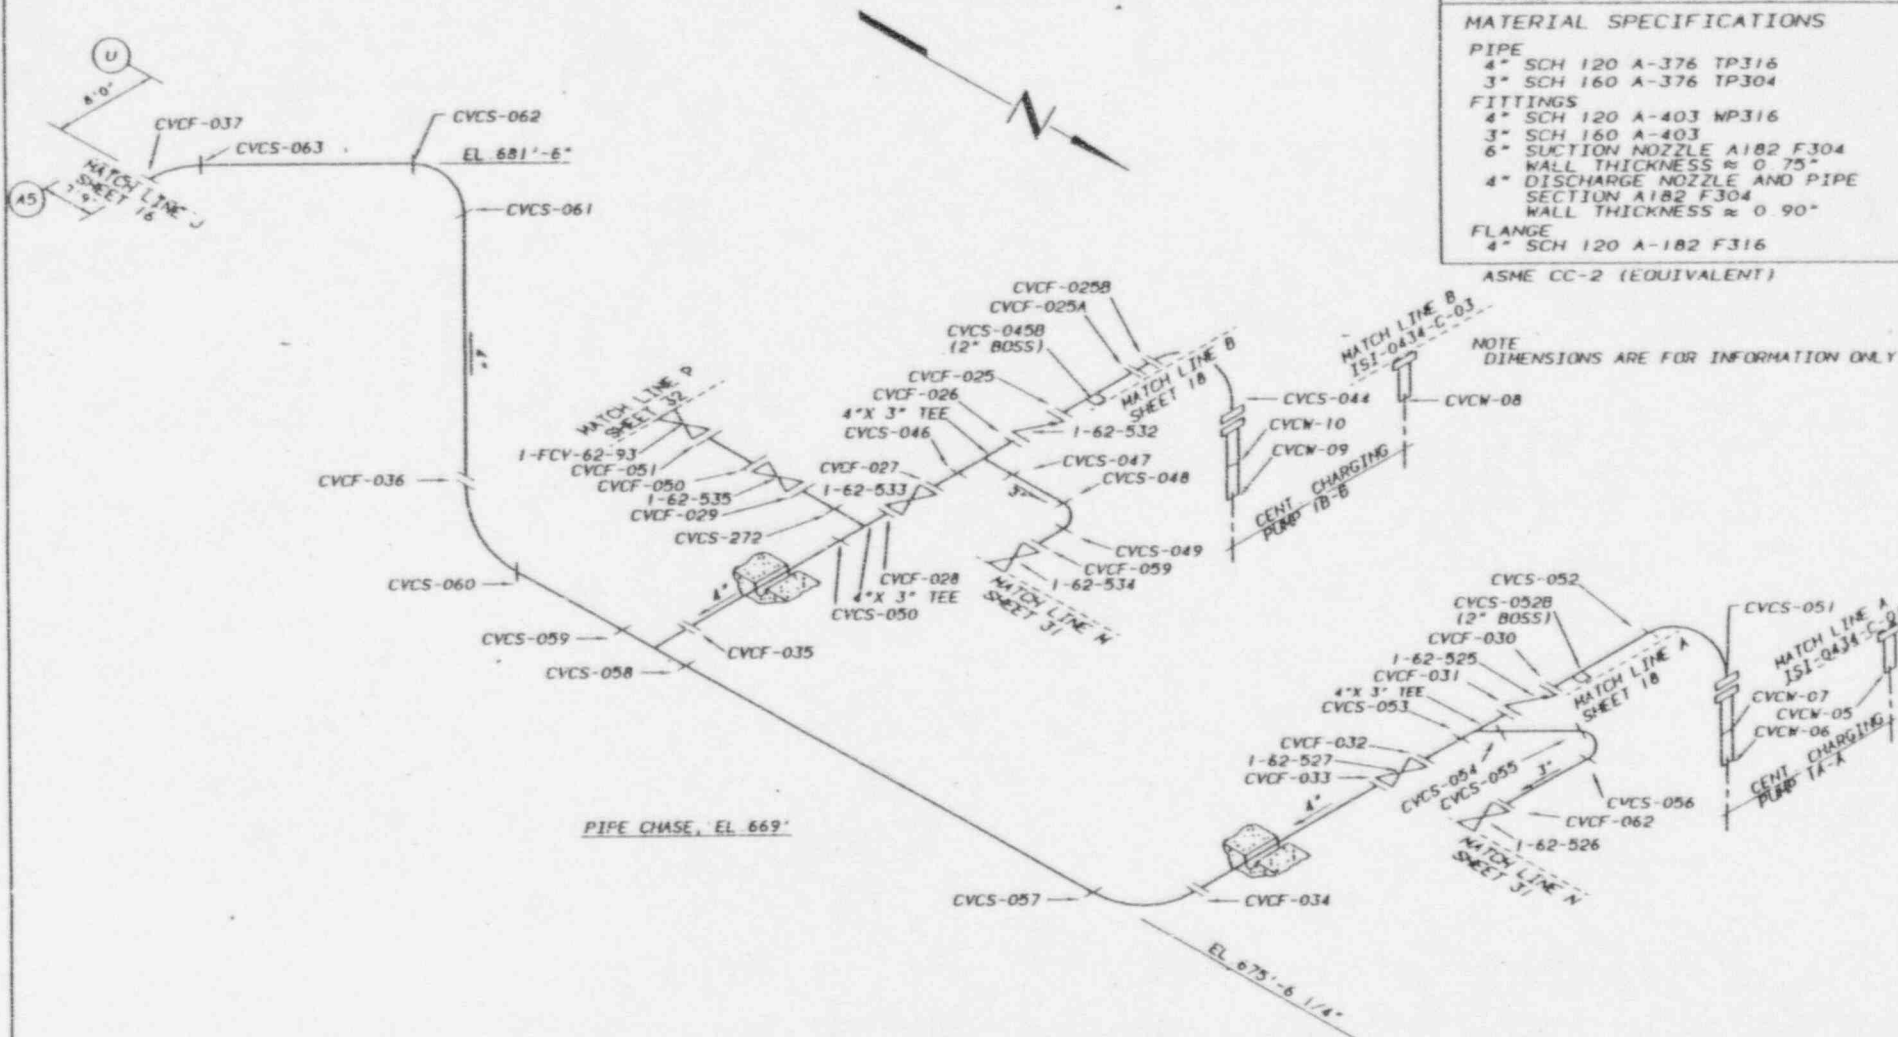 MATERIAL SPECIFICATIONS
PIPE
4" SCH 120 A-376 TP316
3" SCH 160 A-376 TP304
FITTINGS
4" SCH 120 A-403 WP316
3" SCH 160 A-403
6" SUCTION NOZZLE A182 F304
WALL THICKNESS ≈ 0.75"
4" DISCHARGE NOZZLE AND PIPE
SECTION A182 F304
WALL THICKNESS ≈ 0.90"
FLANGE
4" SCH 120 A-182 F316
ASME CC-2 (EQUIVALENT)
NOTE
DIMENSIONS ARE FOR INFORMATION ONLY
N
U
8'0"
A5
7'9"
MATCH LINE J
SHEET 16
CVCF-037
CVCS-063
CVCS-062
EL 681'-6"
CVCS-061
4"
CVCF-036
CVCS-060
CVCS-059
CVCS-058
CVCF-035
4"
MATCH LINE P
SHEET 32
1-FCV-62-93
CVCF-051
CVCF-050
1-62-535
CVCF-029
CVCS-272
CVCF-027
1-62-533
CVCF-028
4"X 3" TEE
CVCS-050
CVCF-025B
CVCF-025A
CVCS-045B
(2" BOSS)
CVCF-025
CVCF-026
4"X 3" TEE
CVCS-046
MATCH LINE B
SHEET 18
1-62-532
CVCS-047
CVCS-048
3"
CVCS-049
CVCF-059
1-62-534
MATCH LINE M
SHEET 31
CVCS-044
CVCW-10
CVCW-09
CENT CHARGING
PUMP 1B-B
MATCH LINE B
ISI-0434-C-03
CVCW-08
CVCS-052
CVCS-052B
(2" BOSS)
CVCF-030
1-62-525
CVCF-031
4"X 3" TEE
CVCS-053
CVCF-032
1-62-527
CVCF-033
MATCH LINE A
SHEET 18
CVCS-054
CVCS-055
3"
CVCS-056
CVCF-062
1-62-526
MATCH LINE N
SHEET 31
CVCS-051
MATCH LINE A
CVCW-07
CVCW-05
CVCW-06
CENT CHARGING
PUMP 1A-A
4"
CVCF-034
CVCS-057
PIPE CHASE, EL 669'
EL 675'-6 1/4"